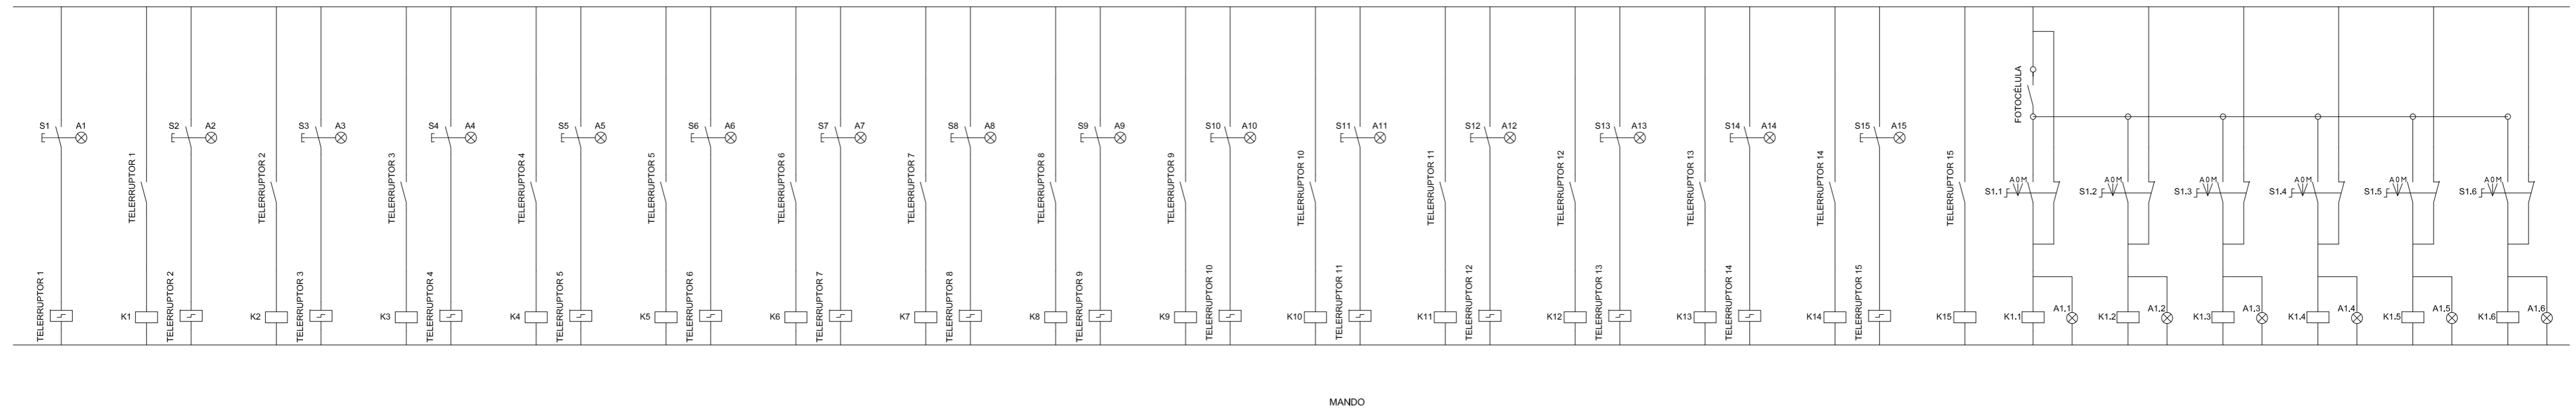 FOTOCÉLULA
S1 A1
S2 A2
S3 A3
S4 A4
S5 A5
S6 A6
S7 A7
S8 A8
S9 A9
S10 A10
S11 A11
S12 A12
S13 A13
S14 A14
S15 A15
TELERRUPTOR 1
TELERRUPTOR 2
TELERRUPTOR 3
TELERRUPTOR 4
TELERRUPTOR 5
TELERRUPTOR 6
TELERRUPTOR 7
TELERRUPTOR 8
TELERRUPTOR 9
TELERRUPTOR 10
TELERRUPTOR 11
TELERRUPTOR 12
TELERRUPTOR 13
TELERRUPTOR 14
TELERRUPTOR 15
S1.1 A 0 M
S1.2 A 0 M
S1.3 A 0 M
S1.4 A 0 M
S1.5 A 0 M
S1.6 A 0 M
TELERRUPTOR 1
K1
TELERRUPTOR 2
K2
TELERRUPTOR 3
K3
TELERRUPTOR 4
K4
TELERRUPTOR 5
K5
TELERRUPTOR 6
K6
TELERRUPTOR 7
K7
TELERRUPTOR 8
K8
TELERRUPTOR 9
K9
TELERRUPTOR 10
K10
TELERRUPTOR 11
K11
TELERRUPTOR 12
K12
TELERRUPTOR 13
K13
TELERRUPTOR 14
K14
TELERRUPTOR 15
K15
K1.1 A1.1
K1.2 A1.2
K1.3 A1.3
K1.4 A1.4
K1.5 A1.5
K1.6 A1.6
MANDO